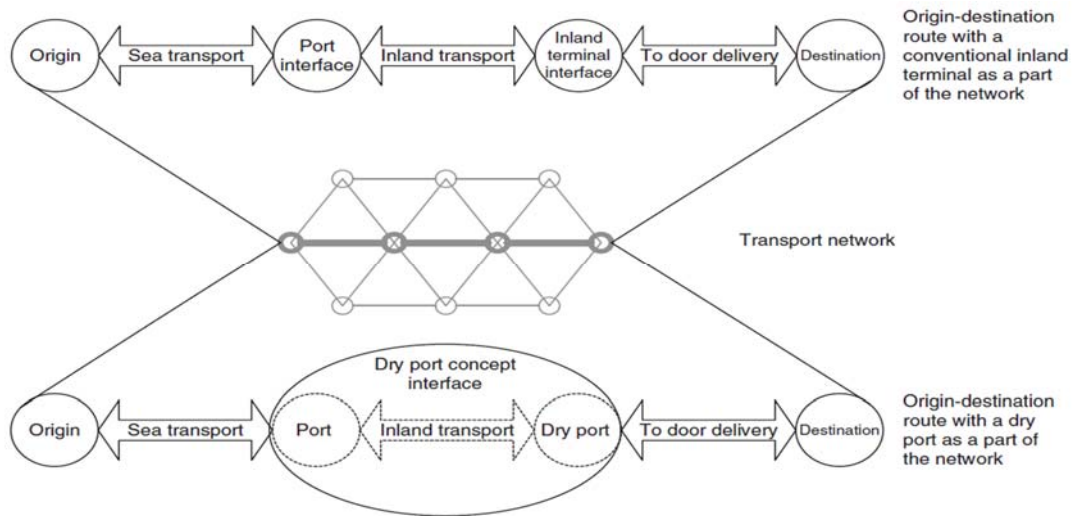 Origin
Sea transport
Port
interface
Inland transport
Inland
terminal
interface
To door delivery
Destination
Origin-destination
route with a
conventional inland
terminal as a part
of the network
Transport network
Dry port concept
interface
Origin
Sea transport
Port
Inland transport
Dry port
To door delivery
Destination
Origin-destination
route with a dry
port as a part of
the network